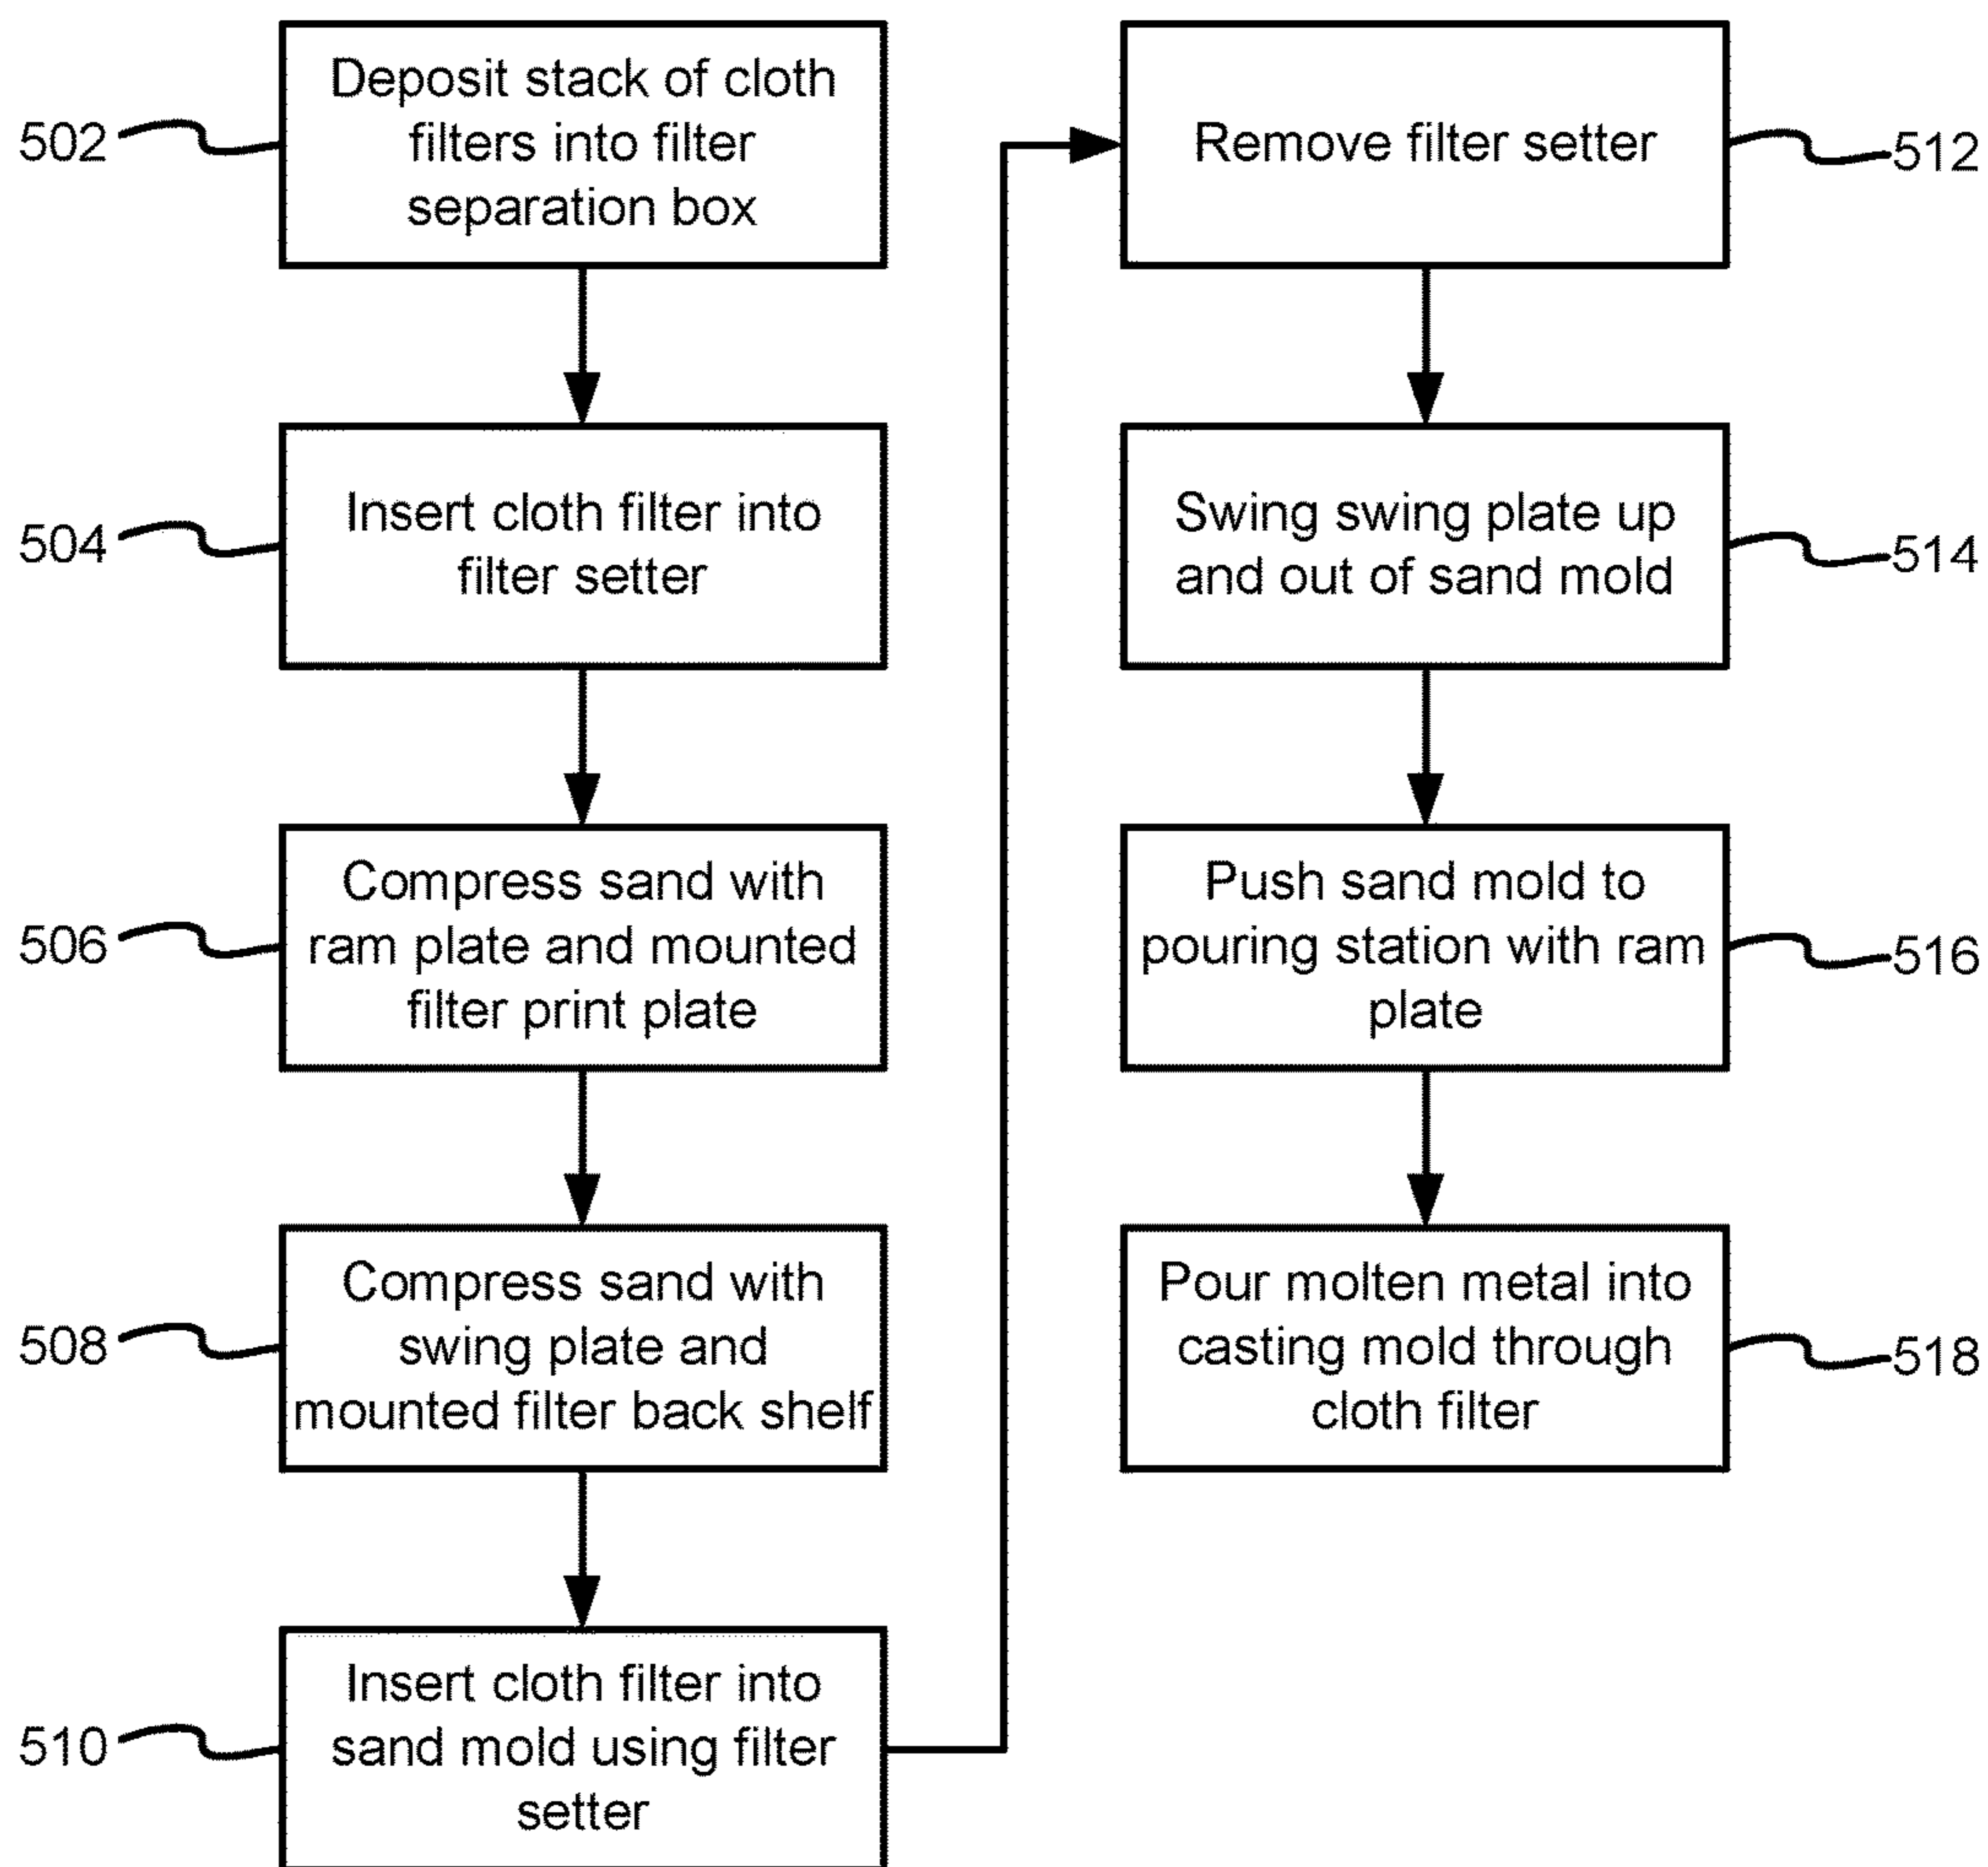 502
Deposit stack of cloth
filters into filter
separation box
504
Insert cloth filter into
filter setter
506
Compress sand with
ram plate and mounted
filter print plate
508
Compress sand with
swing plate and
mounted filter back shelf
510
Insert cloth filter into
sand mold using filter
setter
Remove filter setter
512
Swing swing plate up
and out of sand mold
514
Push sand mold to
pouring station with ram
plate
516
Pour molten metal into
casting mold through
cloth filter
518